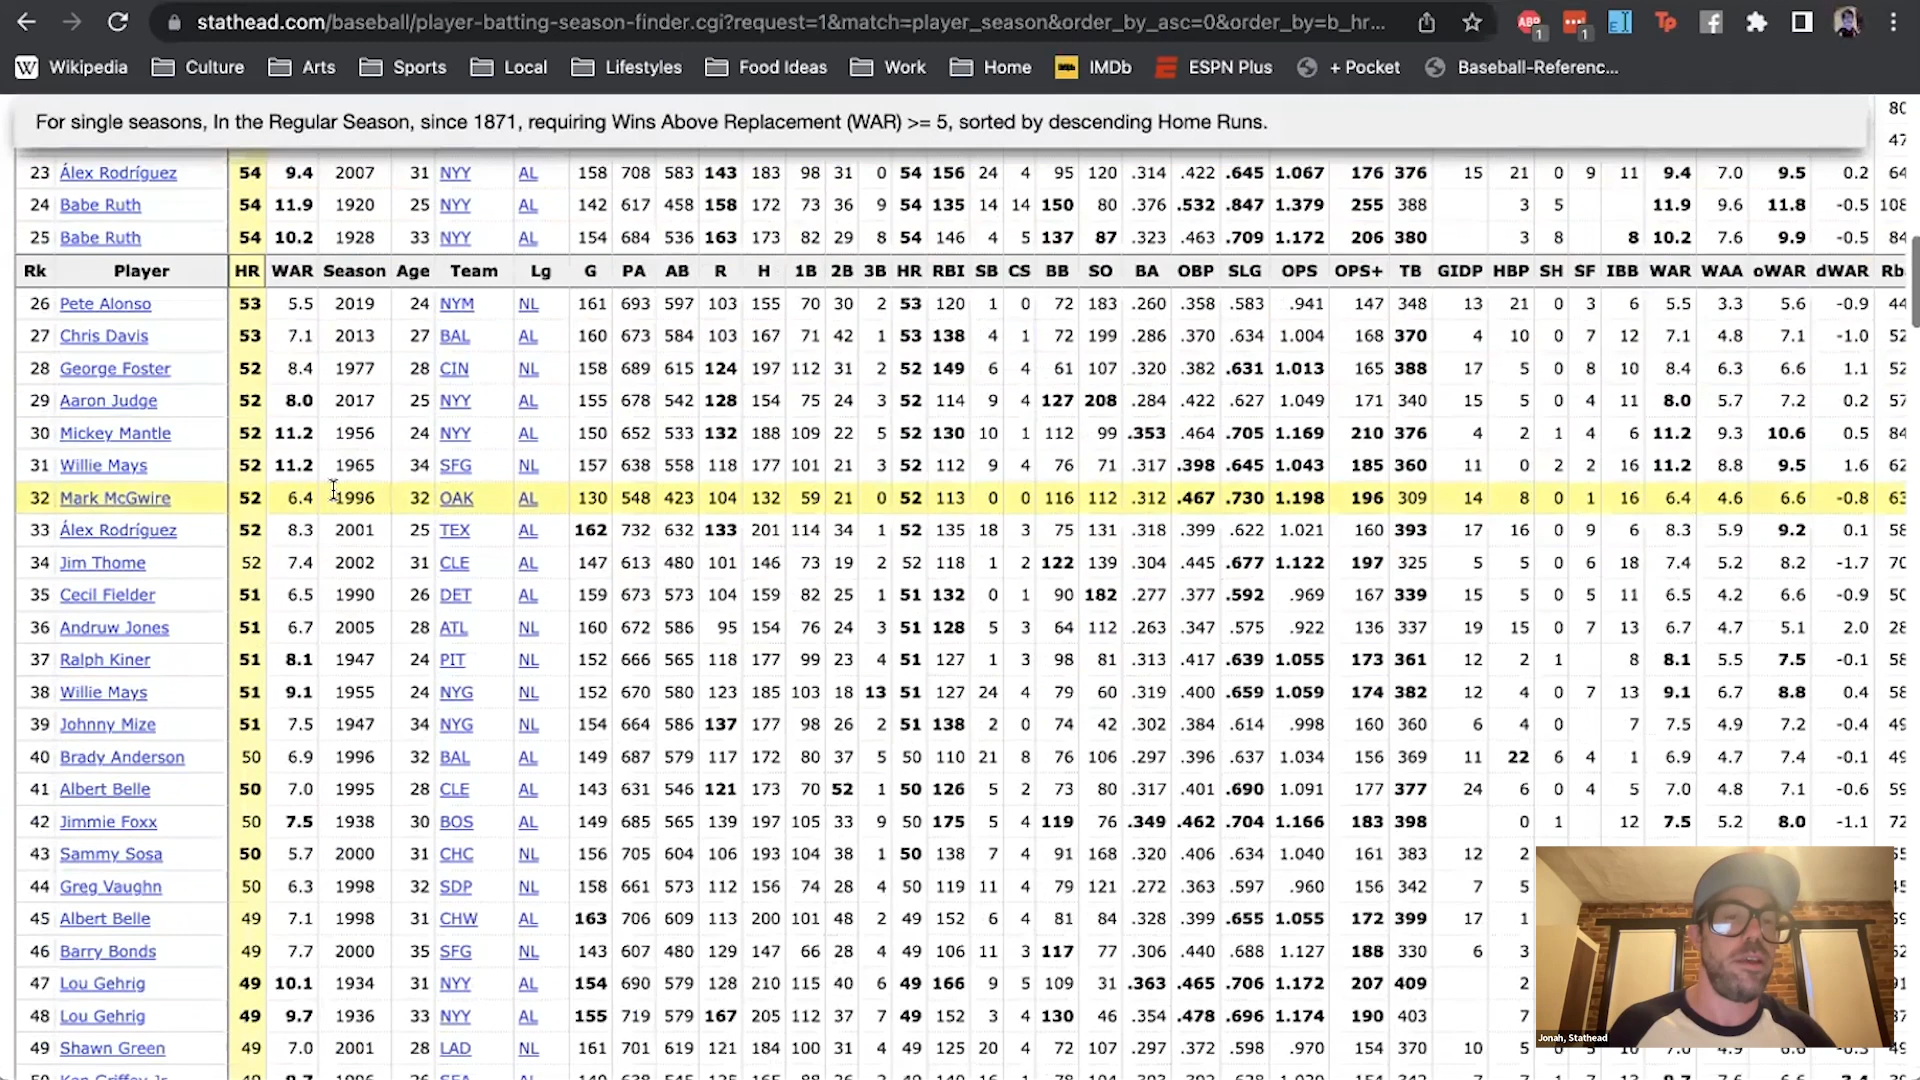 stathead.com/baseball/player-batting-season-finder.cgi?request=1&match=player_season&order_by_asc=0&order_by=b_hr...
ABP 1 1 Tp
W Wikipedia Culture Arts Sports Local Lifestyles Food Ideas Work Home IMDb ESPN Plus + Pocket Baseball-Referenc...
For single seasons, In the Regular Season, since 1871, requiring Wins Above Replacement (WAR) >= 5, sorted by descending Home Runs. 80
47
23 Álex Rodríguez 54 9.4 2007 31 NYY AL 158 708 583 143 183 98 31 0 54 156 24 4 95 120 .314 .422 .645 1.067 176 376 15 21 0 9 11 9.4 7.0 9.5 0.2 64
24 Babe Ruth 54 11.9 1920 25 NYY AL 142 617 458 158 172 73 36 9 54 135 14 14 150 80 .376 .532 .847 1.379 255 388 3 5 11.9 9.6 11.8 -0.5 108
25 Babe Ruth 54 10.2 1928 33 NYY AL 154 684 536 163 173 82 29 8 54 146 4 5 137 87 .323 .463 .709 1.172 206 380 3 8 8 10.2 7.6 9.9 -0.5 84
Rk Player HR WAR Season Age Team Lg G PA AB R H 1B 2B 3B HR RBI SB CS BB SO BA OBP SLG OPS OPS+ TB GIDP HBP SH SF IBB WAR WAA oWAR dWAR Rb
26 Pete Alonso 53 5.5 2019 24 NYM NL 161 693 597 103 155 70 30 2 53 120 1 0 72 183 .260 .358 .583 .941 147 348 13 21 0 3 6 5.5 3.3 5.6 -0.9 44
27 Chris Davis 53 7.1 2013 27 BAL AL 160 673 584 103 167 71 42 1 53 138 4 1 72 199 .286 .370 .634 1.004 168 370 4 10 0 7 12 7.1 4.8 7.1 -1.0 52
28 George Foster 52 8.4 1977 28 CIN NL 158 689 615 124 197 112 31 2 52 149 6 4 61 107 .320 .382 .631 1.013 165 388 17 5 0 8 10 8.4 6.3 6.6 1.1 52
29 Aaron Judge 52 8.0 2017 25 NYY AL 155 678 542 128 154 75 24 3 52 114 9 4 127 208 .284 .422 .627 1.049 171 340 15 5 0 4 11 8.0 5.7 7.2 0.2 57
30 Mickey Mantle 52 11.2 1956 24 NYY AL 150 652 533 132 188 109 22 5 52 130 10 1 112 99 .353 .464 .705 1.169 210 376 4 2 1 4 6 11.2 9.3 10.6 0.5 84
31 Willie Mays 52 11.2 1965 34 SFG NL 157 638 558 118 177 101 21 3 52 112 9 4 76 71 .317 .398 .645 1.043 185 360 11 0 2 2 16 11.2 8.8 9.5 1.6 62
32 Mark McGwire 52 6.4 1996 32 OAK AL 130 548 423 104 132 59 21 0 52 113 0 0 116 112 .312 .467 .730 1.198 196 309 14 8 0 1 16 6.4 4.6 6.6 -0.8 63
33 Álex Rodríguez 52 8.3 2001 25 TEX AL 162 732 632 133 201 114 34 1 52 135 18 3 75 131 .318 .399 .622 1.021 160 393 17 16 0 9 6 8.3 5.9 9.2 0.1 58
34 Jim Thome 52 7.4 2002 31 CLE AL 147 613 480 101 146 73 19 2 52 118 1 2 122 139 .304 .445 .677 1.122 197 325 5 5 0 6 18 7.4 5.2 8.2 -1.7 70
35 Cecil Fielder 51 6.5 1990 26 DET AL 159 673 573 104 159 82 25 1 51 132 0 1 90 182 .277 .377 .592 .969 167 339 15 5 0 5 11 6.5 4.2 6.6 -0.9 50
36 Andruw Jones 51 6.7 2005 28 ATL NL 160 672 586 95 154 76 24 3 51 128 5 3 64 112 .263 .347 .575 .922 136 337 19 15 0 7 13 6.7 4.7 5.1 2.0 28
37 Ralph Kiner 51 8.1 1947 24 PIT NL 152 666 565 118 177 99 23 4 51 127 1 3 98 81 .313 .417 .639 1.055 173 361 12 2 1 8 8.1 5.5 7.5 -0.1 58
38 Willie Mays 51 9.1 1955 24 NYG NL 152 670 580 123 185 103 18 13 51 127 24 4 79 60 .319 .400 .659 1.059 174 382 12 4 0 7 13 9.1 6.7 8.8 0.4 58
39 Johnny Mize 51 7.5 1947 34 NYG NL 154 664 586 137 177 98 26 2 51 138 2 0 74 42 .302 .384 .614 .998 160 360 6 4 0 7 7.5 4.9 7.2 -0.4 49
40 Brady Anderson 50 6.9 1996 32 BAL AL 149 687 579 117 172 80 37 5 50 110 21 8 76 106 .297 .396 .637 1.034 156 369 11 22 6 4 1 6.9 4.7 7.4 -0.1 49
41 Albert Belle 50 7.0 1995 28 CLE AL 143 631 546 121 173 70 52 1 50 126 5 2 73 80 .317 .401 .690 1.091 177 377 24 6 0 4 5 7.0 4.8 7.1 -0.6 59
42 Jimmie Foxx 50 7.5 1938 30 BOS AL 149 685 565 139 197 105 33 9 50 175 5 4 119 76 .349 .462 .704 1.166 183 398 0 1 12 7.5 5.2 8.0 -1.1 72
43 Sammy Sosa 50 5.7 2000 31 CHC NL 156 705 604 106 193 104 38 1 50 138 7 4 91 168 .320 .406 .634 1.040 161 383 12 2
44 Greg Vaughn 50 6.3 1998 32 SDP NL 158 661 573 112 156 74 28 4 50 119 11 4 79 121 .272 .363 .597 .960 156 342 7 5
45 Albert Belle 49 7.1 1998 31 CHW AL 163 706 609 113 200 101 48 2 49 152 6 4 81 84 .328 .399 .655 1.055 172 399 17 1
46 Barry Bonds 49 7.7 2000 35 SFG NL 143 607 480 129 147 66 28 4 49 106 11 3 117 77 .306 .440 .688 1.127 188 330 6 3
47 Lou Gehrig 49 10.1 1934 31 NYY AL 154 690 579 128 210 115 40 6 49 166 9 5 109 31 .363 .465 .706 1.172 207 409 2
48 Lou Gehrig 49 9.7 1936 33 NYY AL 155 719 579 167 205 112 37 7 49 152 3 4 130 46 .354 .478 .696 1.174 190 403 7
49 Shawn Green 49 7.0 2001 28 LAD NL 161 701 619 121 184 100 31 4 49 125 20 4 72 107 .297 .372 .598 .970 154 370 10 5
Jonah, Stathead